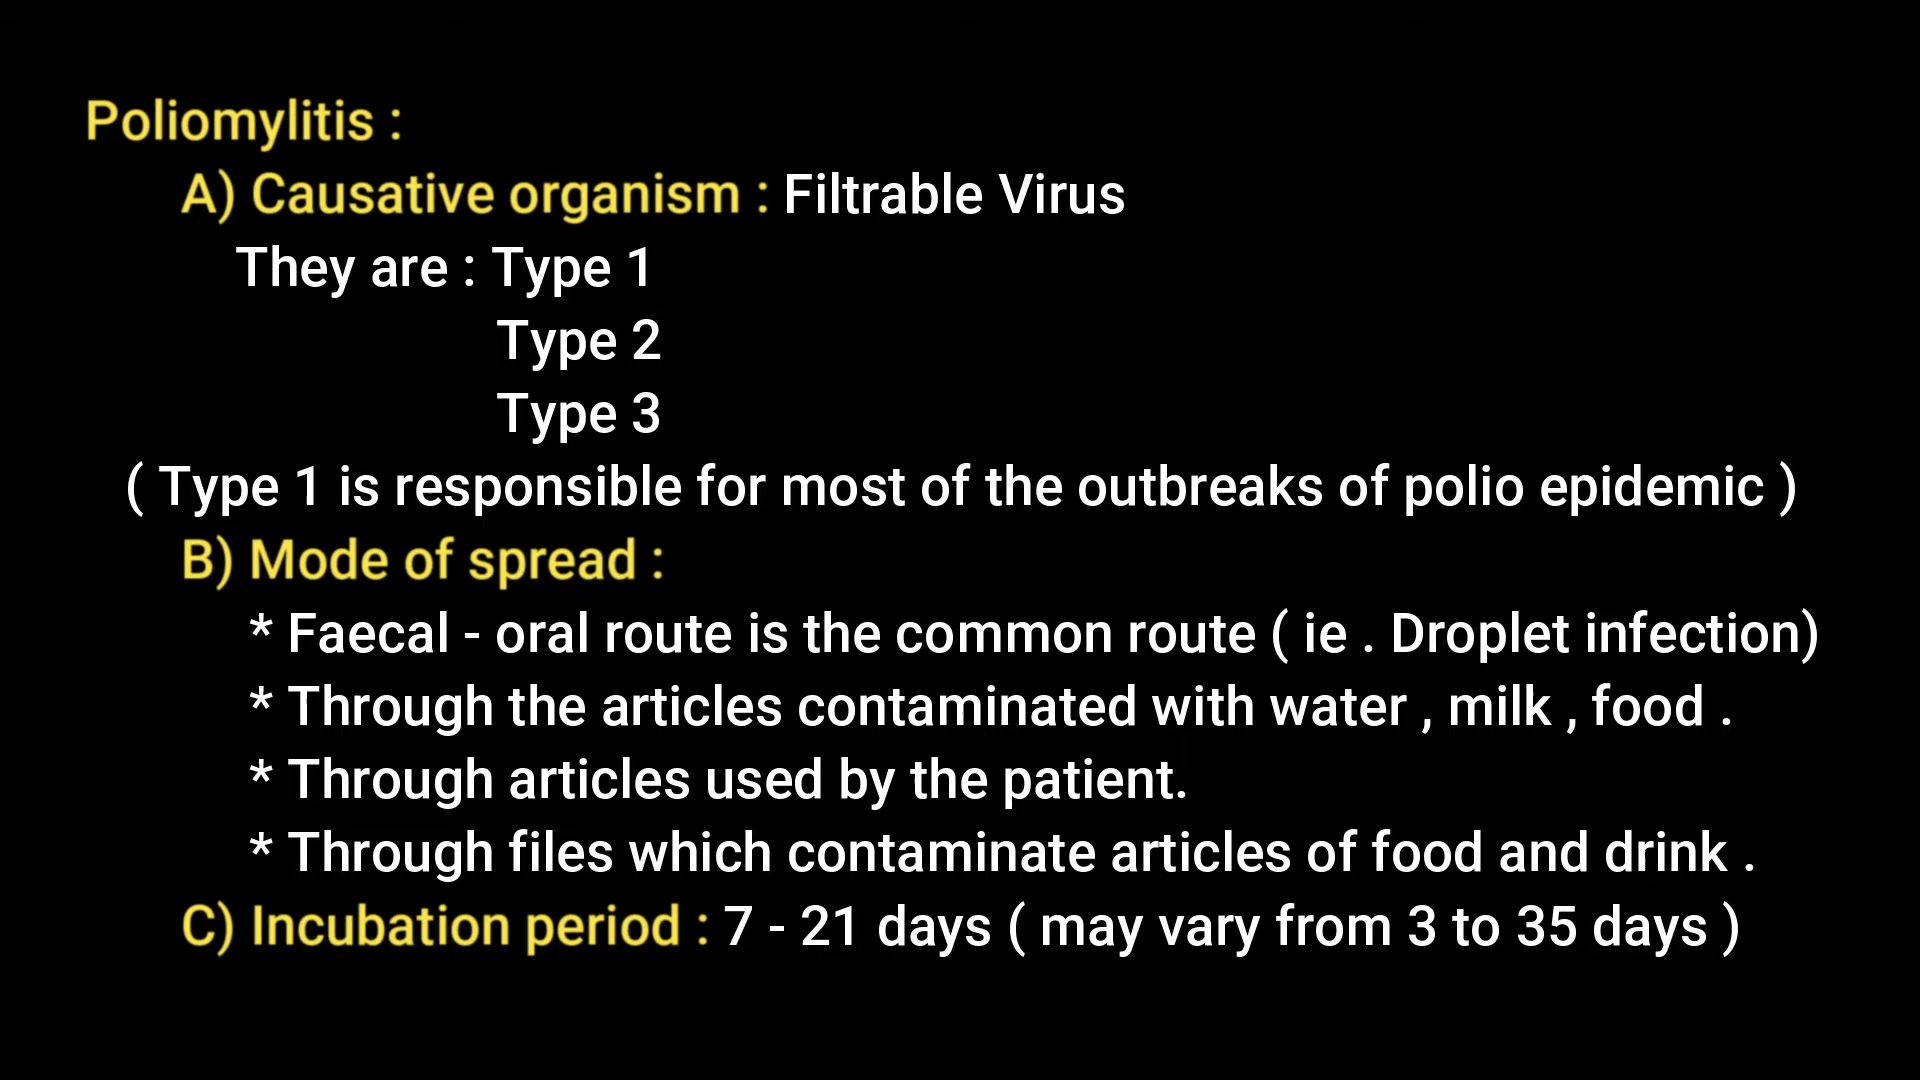 Poliomylitis :
A) Causative organism : Filtrable Virus
They are : Type 1
Type 2
Type 3
( Type 1 is responsible for most of the outbreaks of polio epidemic )
B) Mode of spread :
* Faecal - oral route is the common route ( ie . Droplet infection)
* Through the articles contaminated with water , milk , food .
* Through articles used by the patient.
* Through files which contaminate articles of food and drink .
C) Incubation period : 7 - 21 days ( may vary from 3 to 35 days )